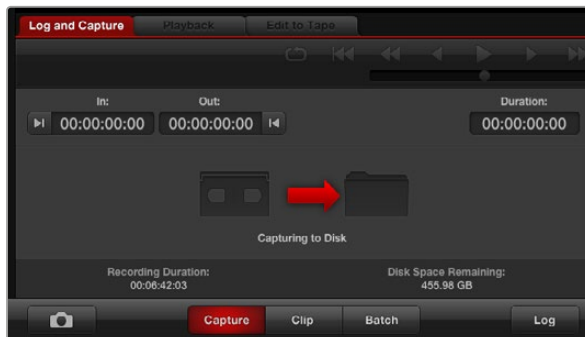 Log and Capture Playback Edit to Tape
In: Out: Duration:
00:00:00:00 00:00:00:00 00:00:00:00
Capturing to Disk
Recording Duration: Disk Space Remaining:
00:06:42:03 455.98 GB
Capture Clip Batch Log